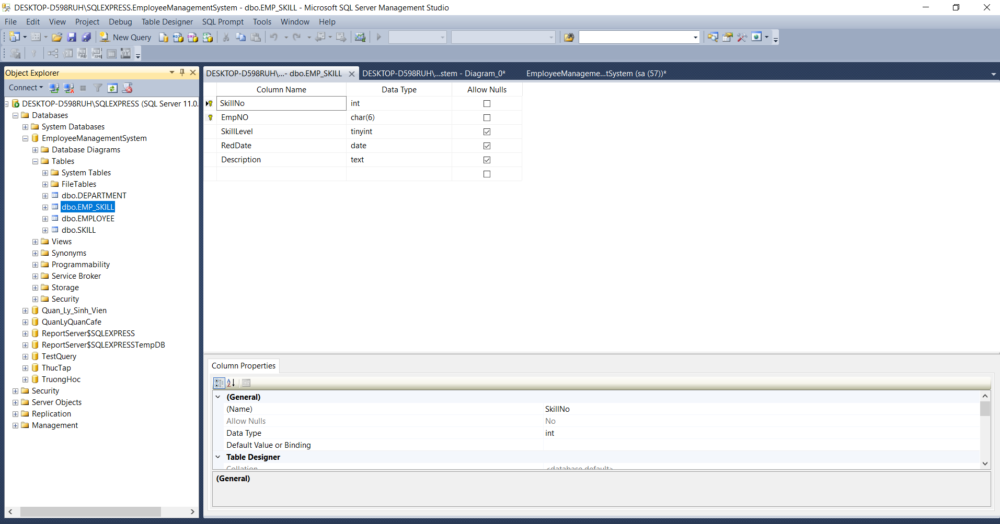 DESKTOP-D598RUH\SQLEXPRESS.EmployeeManagementSystem - dbo.EMP_SKILL - Microsoft SQL Server Management Studio
File Edit View Project Debug Table Designer SQL Prompt Tools Window Help
New Query
Object Explorer
Connect
DESKTOP-D598RUH\SQLEXPRESS (SQL Server 11.0.
Databases
System Databases
EmployeeManagementSystem
Database Diagrams
Tables
System Tables
FileTables
dbo.DEPARTMENT
dbo.EMP_SKILL
dbo.EMPLOYEE
dbo.SKILL
Views
Synonyms
Programmability
Service Broker
Storage
Security
Quan_Ly_Sinh_Vien
QuanLyQuanCafe
ReportServer$SQLEXPRESS
ReportServer$SQLEXPRESSTempDB
TestQuery
ThucTap
TruongHoc
Security
Server Objects
Replication
Management
DESKTOP-D598RUH\...- dbo.EMP_SKILL DESKTOP-D598RUH\...stem - Diagram_0* EmployeeManageme...tSystem (sa (57))*
Column Name Data Type Allow Nulls
SkillNo int
EmpNO char(6)
SkillLevel tinyint
RedDate date
Description text
Column Properties
(General)
(Name) SkillNo
Allow Nulls No
Data Type int
Default Value or Binding
Table Designer
Collation <database default>
(General)